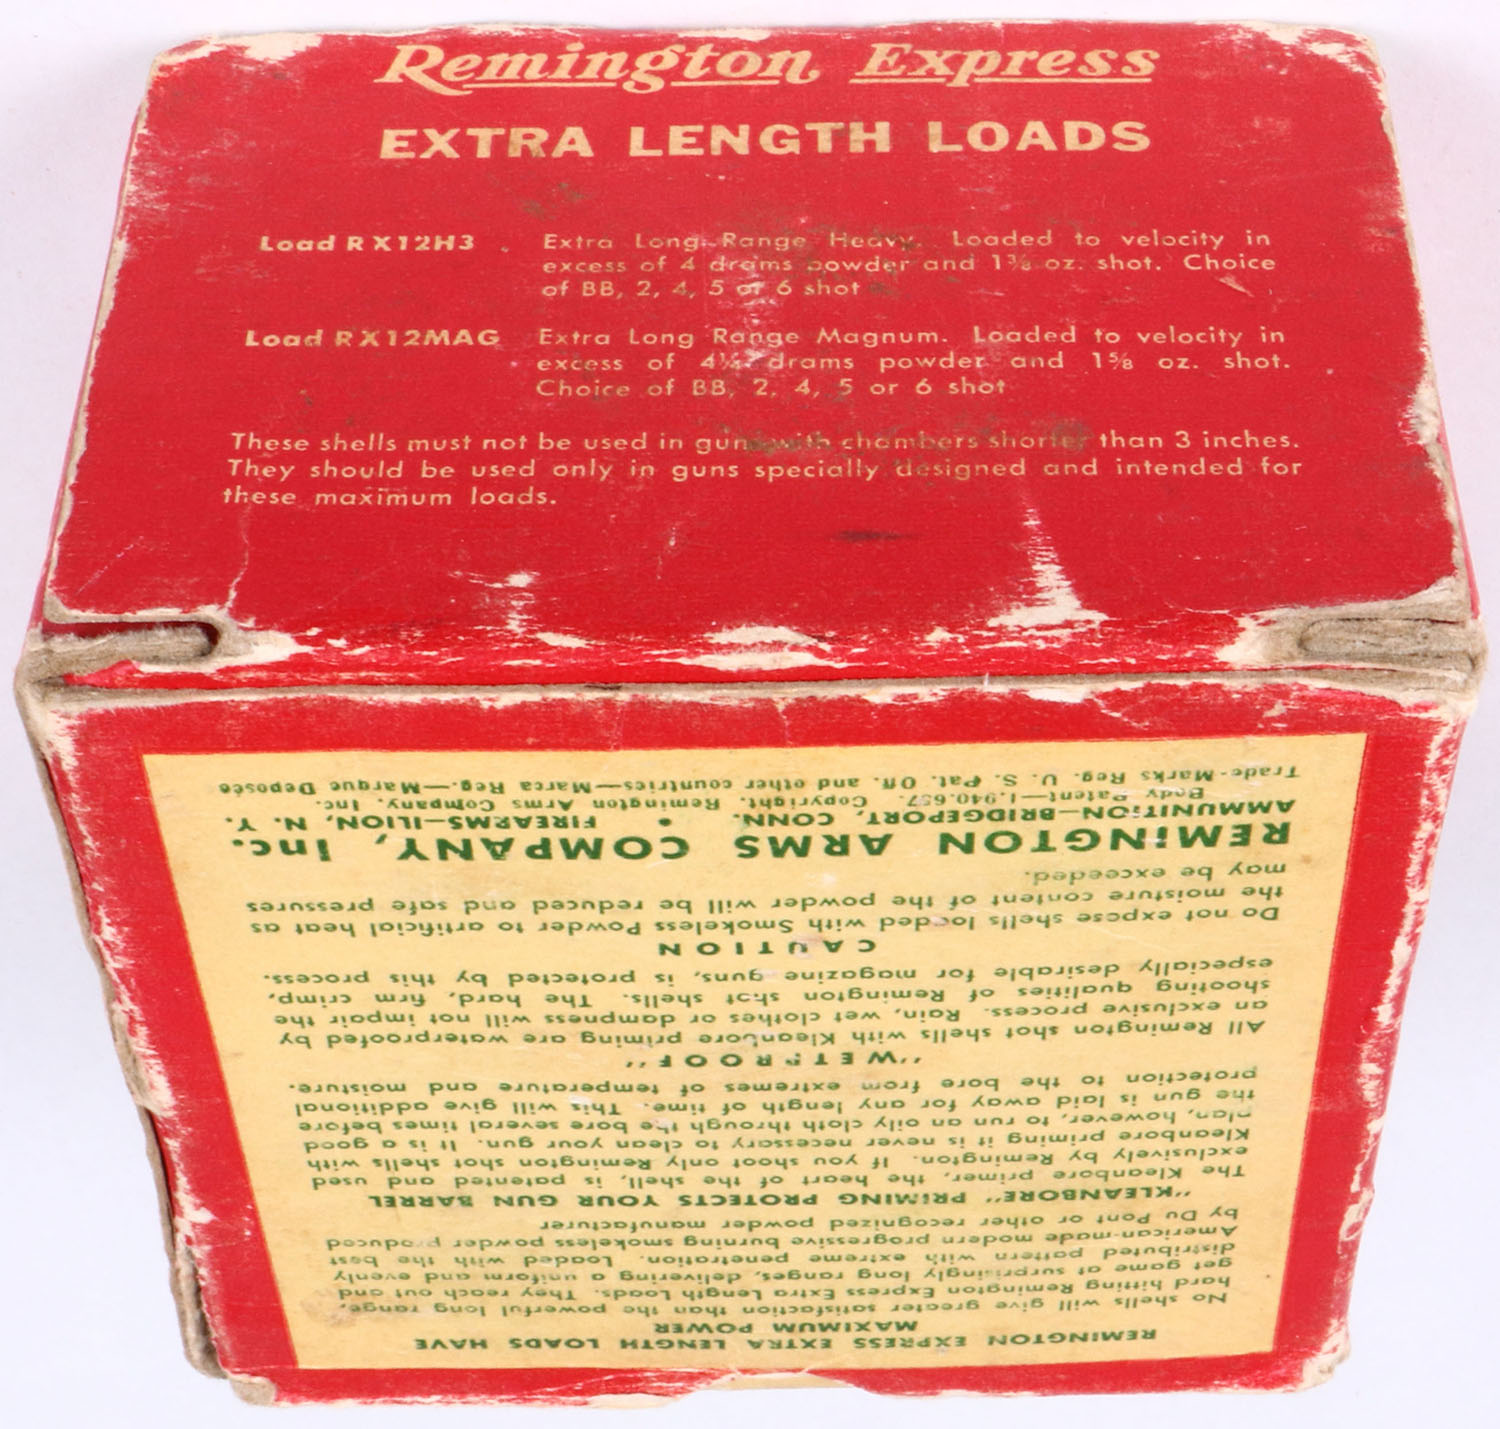 Remington Express
EXTRA LENGTH LOADS
Load RX12H3 Extra Long Range Heavy. Loaded to velocity in
excess of 4 drams powder and 1⅜ oz. shot. Choice
of BB, 2, 4, 5 or 6 shot
Load RX12MAG Extra Long Range Magnum. Loaded to velocity in
excess of 4¼ drams powder and 1⅝ oz. shot.
Choice of BB, 2, 4, 5 or 6 shot
These shells must not be used in guns with chambers shorter than 3 inches.
They should be used only in guns specially designed and intended for
these maximum loads.
REMINGTON EXPRESS EXTRA LENGTH LOADS HAVE
MAXIMUM POWER
No shells will give greater satisfaction than the powerful long range,
hard hitting Remington Express Extra Length Loads. They reach out and
get game at surprisingly long ranges, delivering a uniform and evenly
distributed pattern with extreme penetration. Loaded with the best
American-made modern progressive burning smokeless powder produced
by Du Pont or other recognized powder manufacturer
"KLEANBORE" PRIMING PROTECTS YOUR GUN BARREL
The Kleanbore primer, the heart of the shell, is patented and used
exclusively by Remington. If you shoot only Remington shot shells with
Kleanbore priming it is never necessary to clean your gun. It is a good
plan, however, to run an oily cloth through the bore several times before
the gun is laid away for any length of time. This will give additional
protection to the bore from extremes of temperature and moisture.
"WETPROOF"
All Remington shot shells with Kleanbore priming are waterproofed by
an exclusive process. Rain, wet clothes or dampness will not impair the
shooting qualities of Remington shot shells. The hard, firm crimp,
especially desirable for magazine guns, is protected by this process.
CAUTION
Do not expose shells loaded with Smokeless Powder to artificial heat as
the moisture content of the powder will be reduced and safe pressures
may be exceeded.
REMINGTON ARMS COMPANY, Inc.
AMMUNITION—BRIDGEPORT, CONN. • FIREARMS—ILION, N. Y.
Body Patent—1,940,657. Copyright, Remington Arms Company, Inc.
Trade-Marks Reg. U. S. Pat. Off. and other countries—Marca Reg.—Marque Deposée